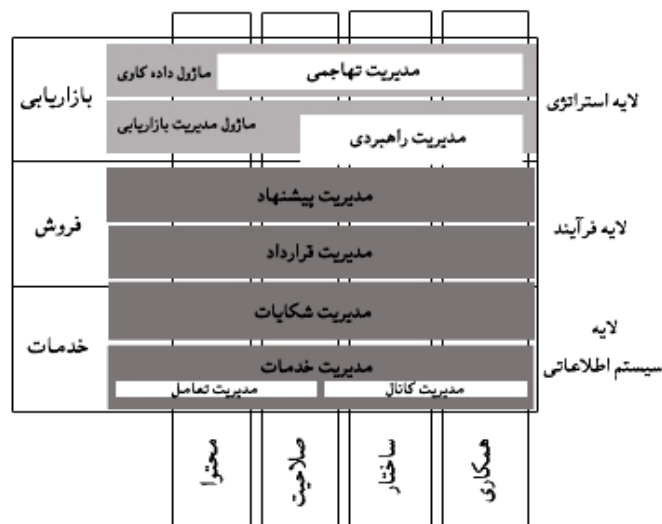 بازاریابی
ماژول داده کاوی
مدیریت تهاجمی
لایه استراتژی
ماژول مدیریت بازاریابی
مدیریت راهبردی
فروش
مدیریت پیشنهاد
لایه فرآیند
مدیریت قرارداد
خدمات
مدیریت شکایات
لایه
سیستم اطلاعاتی
مدیریت خدمات
مدیریت کانال
مدیریت تعامل
همکاری
ساختار
صلاحیت
محتوا